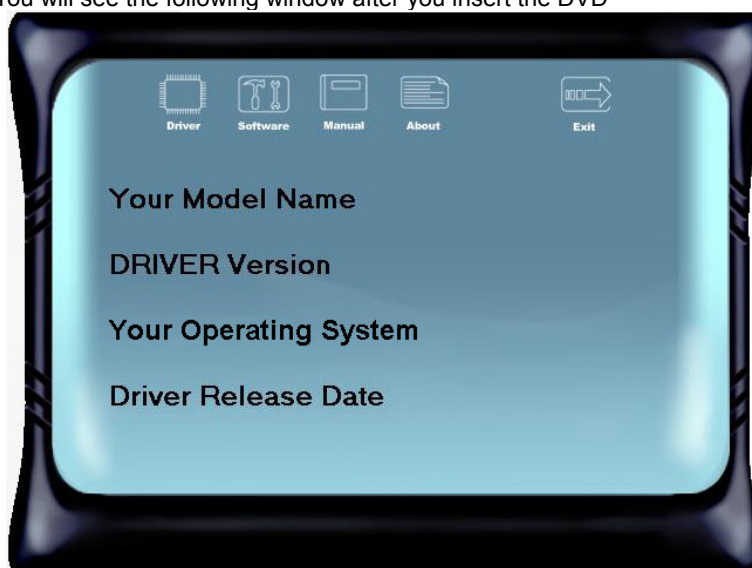 You will see the following window after you insert the DVD
Driver Software Manual About Exit
Your Model Name
DRIVER Version
Your Operating System
Driver Release Date